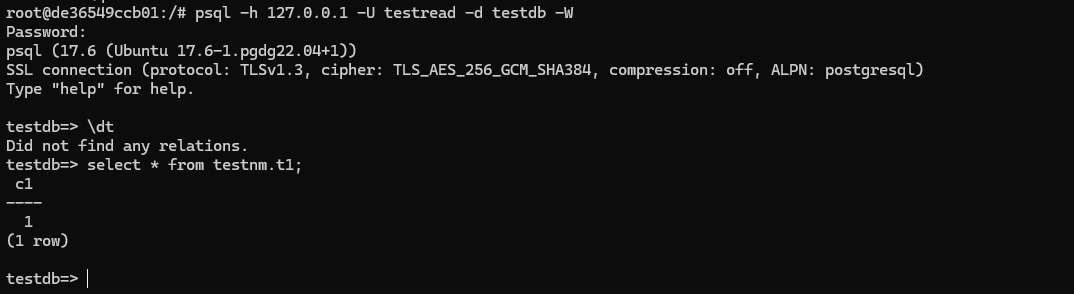 root@de36549ccb01:/# psql -h 127.0.0.1 -U testread -d testdb -W
Password:
psql (17.6 (Ubuntu 17.6-1.pgdg22.04+1))
SSL connection (protocol: TLSv1.3, cipher: TLS_AES_256_GCM_SHA384, compression: off, ALPN: postgresql)
Type "help" for help.

testdb=> \dt
Did not find any relations.
testdb=> select * from testnm.t1;
 c1
----
  1
(1 row)

testdb=>